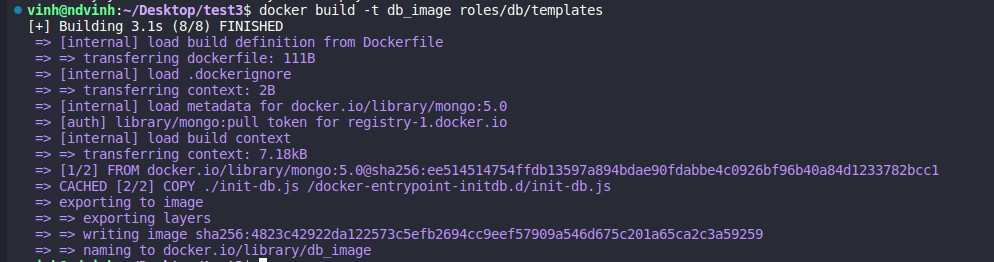 vinh@ndvinh:~/Desktop/test3$ docker build -t db_image roles/db/templates
[+] Building 3.1s (8/8) FINISHED
=> [internal] load build definition from Dockerfile
=> => transferring dockerfile: 111B
=> [internal] load .dockerignore
=> => transferring context: 2B
=> [internal] load metadata for docker.io/library/mongo:5.0
=> [auth] library/mongo:pull token for registry-1.docker.io
=> [internal] load build context
=> => transferring context: 7.18kB
=> [1/2] FROM docker.io/library/mongo:5.0@sha256:ee514514754ffdb13597a894bdae90fdabbe4c0926bf96b40a84d1233782bcc1
=> CACHED [2/2] COPY ./init-db.js /docker-entrypoint-initdb.d/init-db.js
=> exporting to image
=> => exporting layers
=> => writing image sha256:4823c42922da122573c5efb2694cc9eef57909a546d675c201a65ca2c3a59259
=> => naming to docker.io/library/db_image